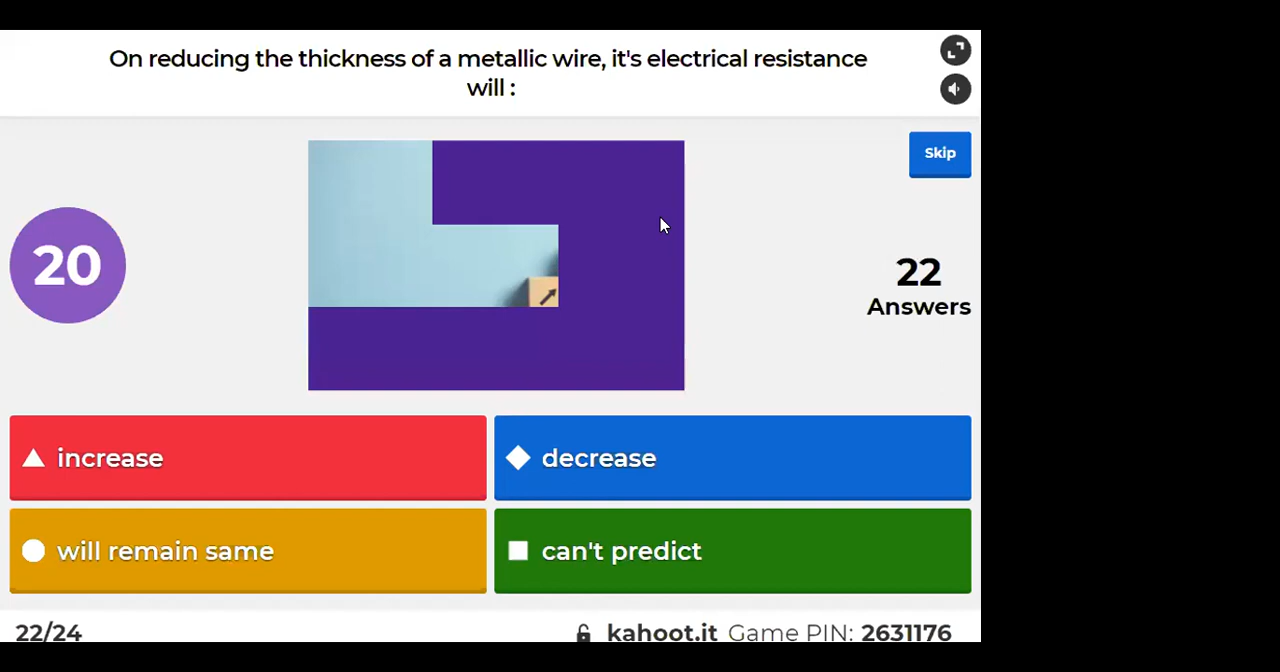 On reducing the thickness of a metallic wire, it's electrical resistance
will :
Skip
20
22
Answers
increase
decrease
will remain same
can't predict
22/24
kahoot.it Game PIN: 2631176